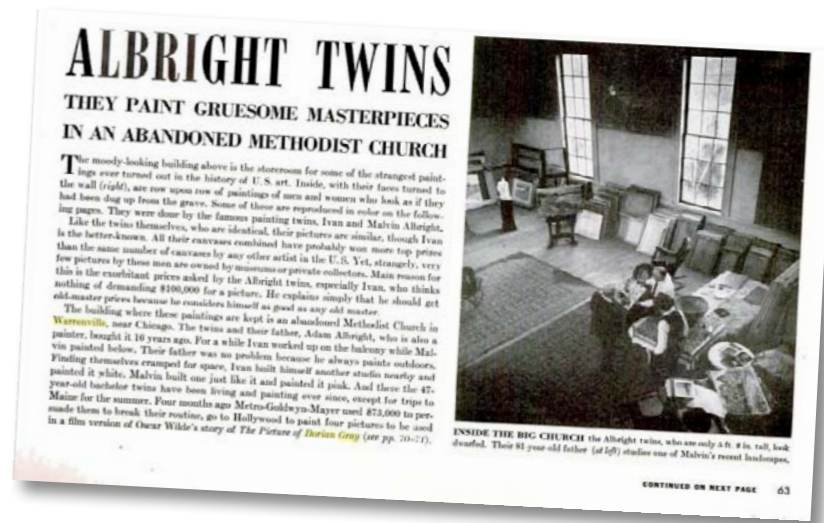 ALBRIGHT TWINS
THEY PAINT GRUESOME MASTERPIECES
IN AN ABANDONED METHODIST CHURCH
The moody-looking building above is the storeroom for some of the strangest paint-
ings ever turned out in the history of U. S. art. Inside, with their faces turned to
the wall (right), are row upon row of paintings of men and women who look as if they
had been dug up from the grave. Some of these are reproduced in color on the follow-
ing pages. They were done by the famous painting twins, Ivan and Malvin Albright.
Like the twins themselves, who are identical, their pictures are similar, though Ivan
is the better-known. All their canvases combined have probably won more top prizes
than the same number of canvases by any other artist in the U. S. Yet, strangely, very
few pictures by these men are owned by museums or private collectors. Main reason for
this is the exorbitant prices asked by the Albright twins, especially Ivan, who thinks
nothing of demanding $100,000 for a picture. He explains simply that he should get
old-master prices because he considers himself as good as any old master.
The building where these paintings are kept is an abandoned Methodist Church in
Warrenville, near Chicago. The twins and their father, Adam Albright, who is also a
painter, bought it 16 years ago. For a while Ivan worked up on the balcony while Mal-
vin painted below. Their father was no problem because he always paints outdoors.
Finding themselves cramped for space, Ivan built himself another studio nearby and
painted it white. Malvin built one just like it and painted it pink. And there the 47-
year-old bachelor twins have been living and painting ever since, except for trips to
Maine for the summer. Four months ago Metro-Goldwyn-Mayer used $75,000 to per-
suade them to break their routine, go to Hollywood to paint four pictures to be used
in a film version of Oscar Wilde's story of The Picture of Dorian Gray (see pp. 70-71).
INSIDE THE BIG CHURCH the Albright twins, who are only 5 ft. 8 in. tall, look
dwarfed. Their 81-year-old father (at left) studies one of Malvin's recent landscapes.
CONTINUED ON NEXT PAGE 63